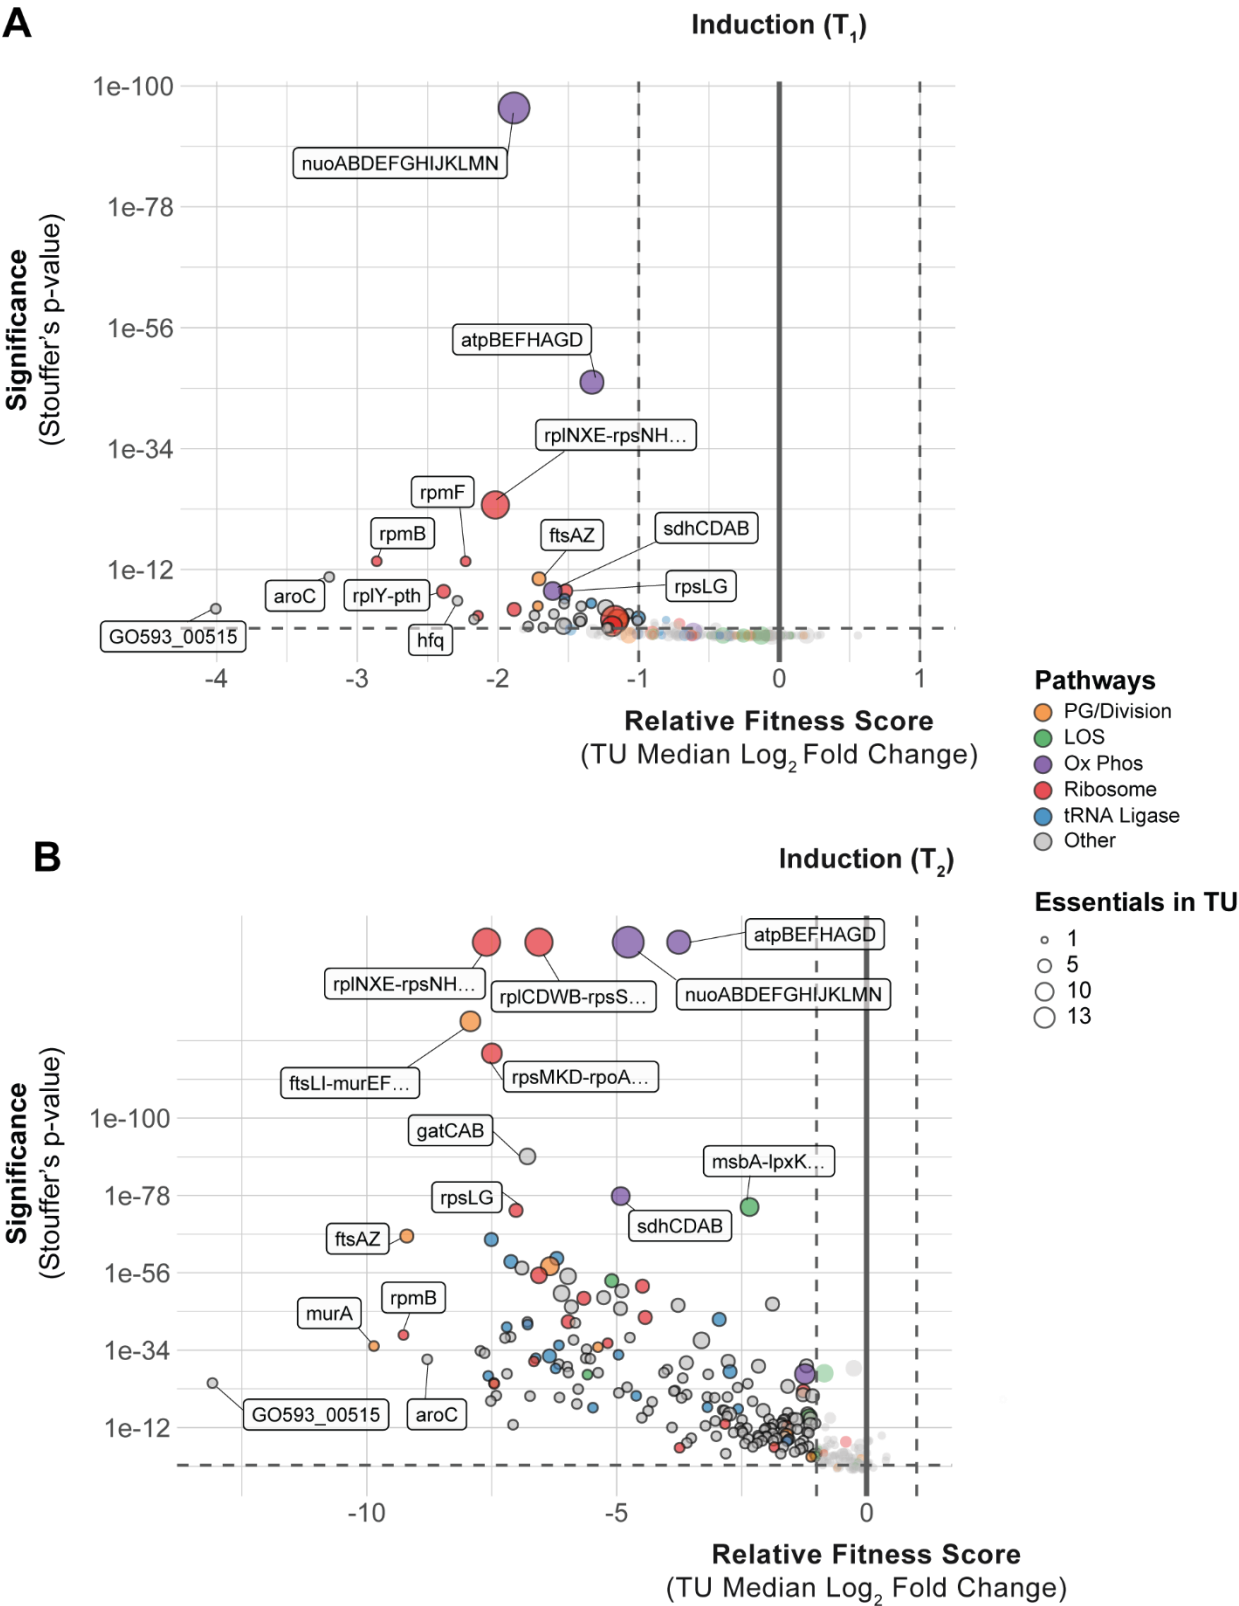 A
Induction (T1)
1e-100
nuoABDEFGHIJKLMN
1e-78
1e-56
atpBEFHAGD
rplNXE-rpsNH...
1e-34
rpmF
rpmB
ftsAZ
sdhCDAB
1e-12
aroC
rplY-pth
rpsLG
GO593_00515
hfq
Significance
(Stouffer's p-value)
-4
-3
-2
-1
0
1
Relative Fitness Score
(TU Median Log2 Fold Change)
Pathways
PG/Division
LOS
Ox Phos
Ribosome
tRNA Ligase
Other
Essentials in TU
1
5
10
13
B
Induction (T2)
atpBEFHAGD
rplNXE-rpsNH...
rplCDWB-rpsS...
nuoABDEFGHIJKLMN
ftsLI-murEF...
rpsMKD-rpoA...
1e-100
gatCAB
msbA-lpxK...
1e-78
rpsLG
sdhCDAB
ftsAZ
1e-56
rpmB
murA
1e-34
GO593_00515
aroC
1e-12
Significance
(Stouffer's p-value)
-10
-5
0
Relative Fitness Score
(TU Median Log2 Fold Change)